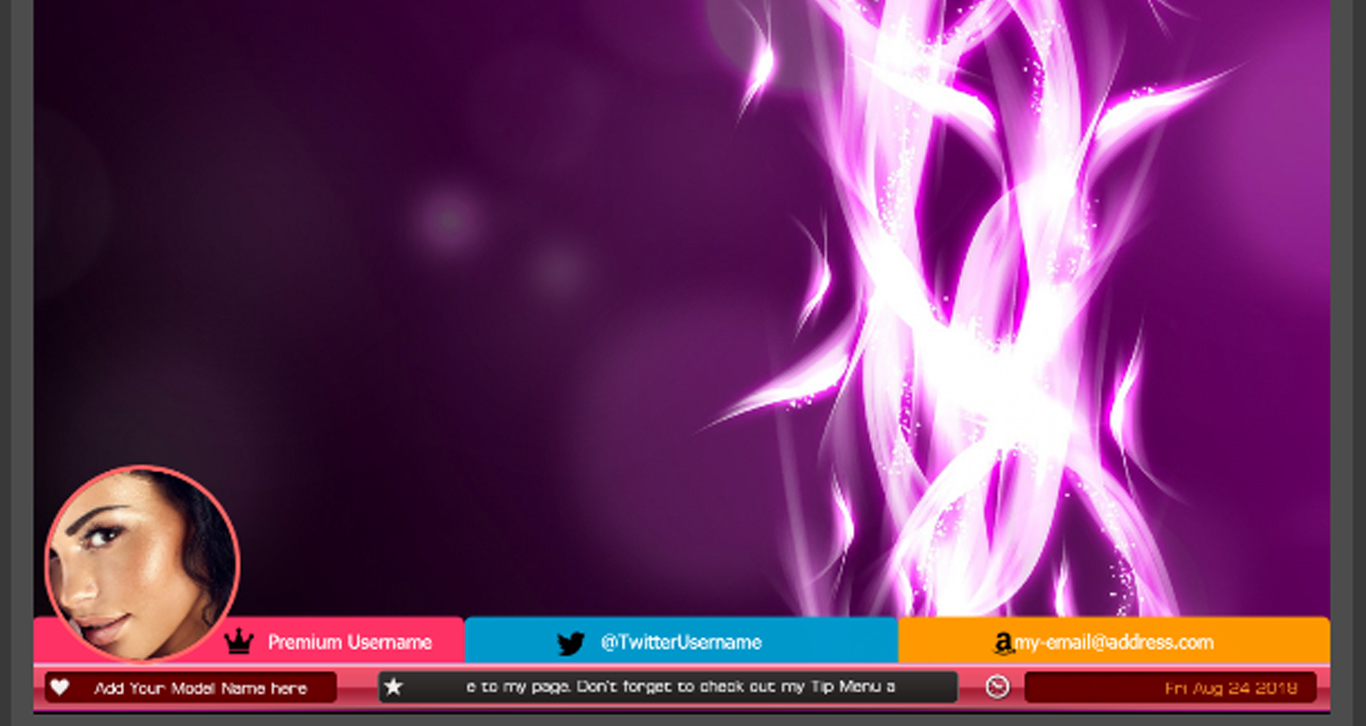 Premium Username
@TwitterUsername
my-email@address.com
Add Your Model Name here
e to my page. Don't forget to check out my Tip Menu a
Fri Aug 24 2018